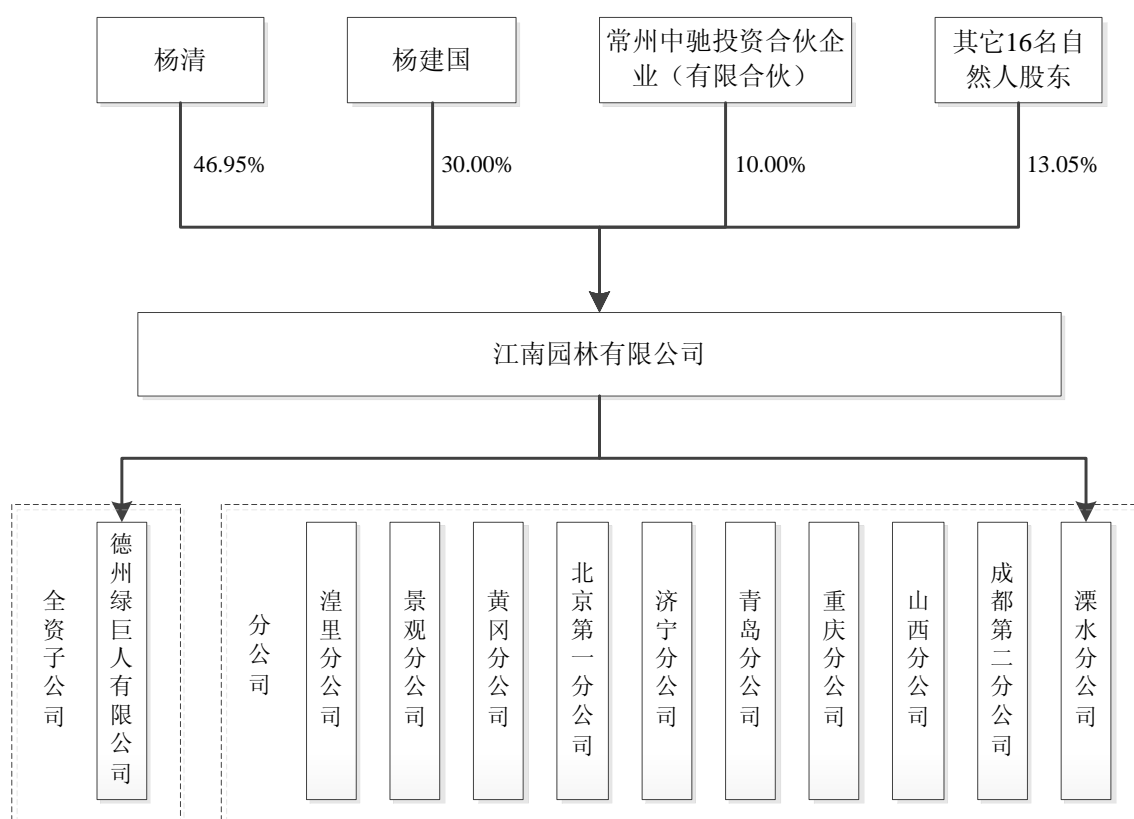 杨清
杨建国
常州中驰投资合伙企
业（有限合伙）
其它16名自
然人股东
46.95%
30.00%
10.00%
13.05%
江南园林有限公司
全资子公司
德州绿巨人有限公司
分公司
湟里分公司
景观分公司
黄冈分公司
北京第一分公司
济宁分公司
青岛分公司
重庆分公司
山西分公司
成都第二分公司
溧水分公司